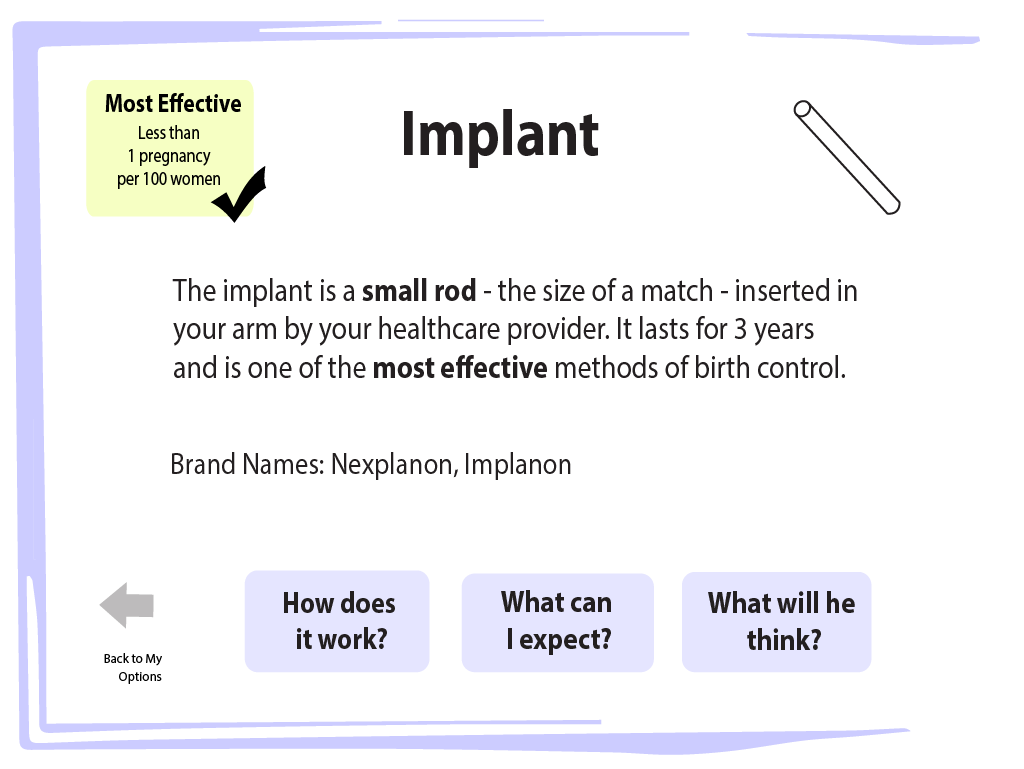 Most Effective
Less than
1 pregnancy
per 100 women
Implant
The implant is a small rod - the size of a match - inserted in
your arm by your healthcare provider. It lasts for 3 years
and is one of the most effective methods of birth control.
Brand Names: Nexplanon, Implanon
How does
it work?
What can
I expect?
What will he
think?
Back to My
Options